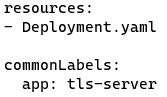 resources:
- Deployment.yaml

commonLabels:
  app: tls-server